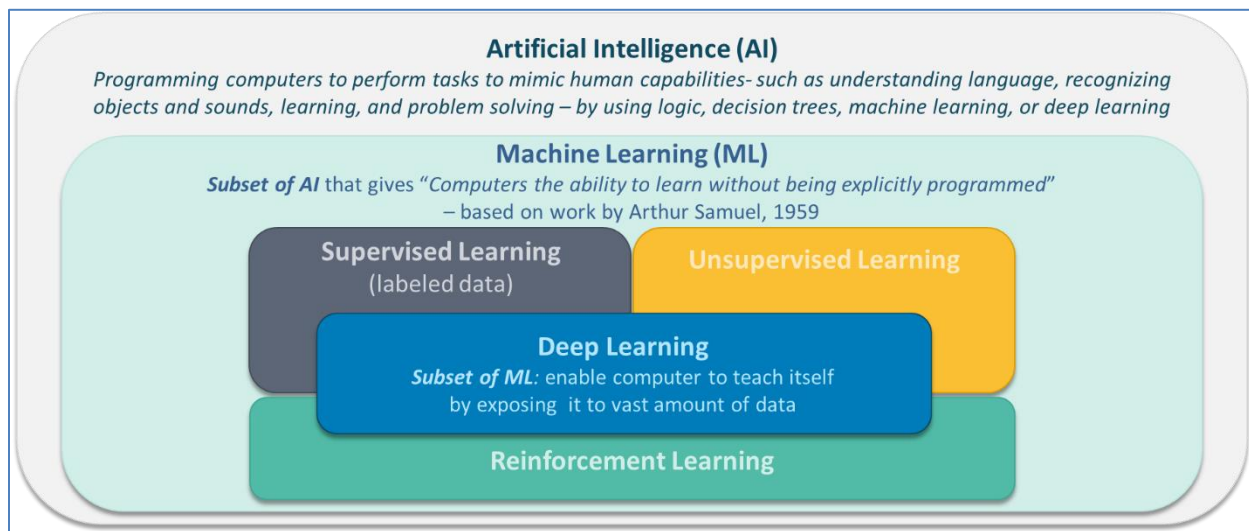 Artificial Intelligence (AI)
Programming computers to perform tasks to mimic human capabilities- such as understanding language, recognizing
objects and sounds, learning, and problem solving – by using logic, decision trees, machine learning, or deep learning
Machine Learning (ML)
Subset of AI that gives “Computers the ability to learn without being explicitly programmed”
– based on work by Arthur Samuel, 1959
Supervised Learning
(labeled data)
Unsupervised Learning
Deep Learning
Subset of ML: enable computer to teach itself
by exposing it to vast amount of data
Reinforcement Learning